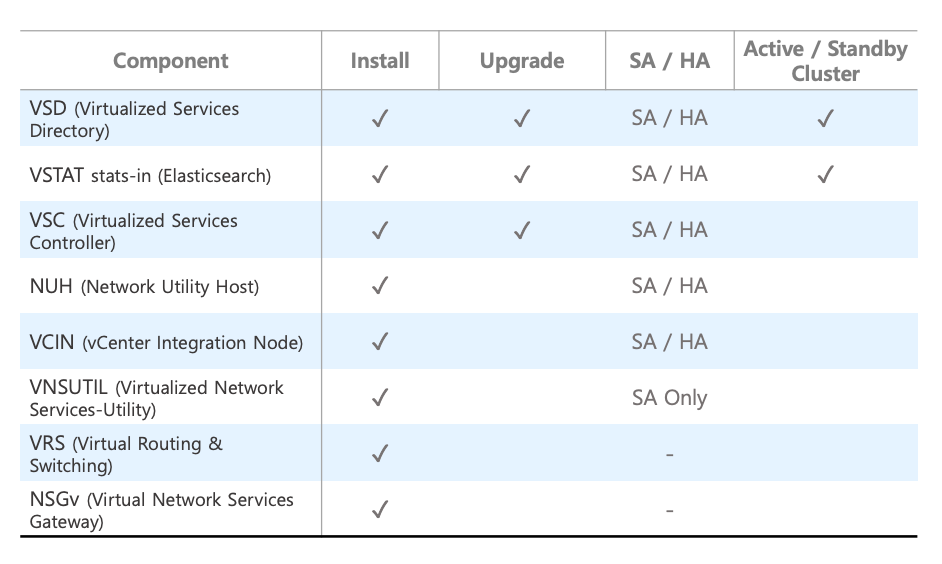 Component Install Upgrade SA / HA Active / Standby
Cluster
VSD (Virtualized Services
Directory) ✓ ✓ SA / HA ✓
VSTAT stats-in (Elasticsearch) ✓ ✓ SA / HA ✓
VSC (Virtualized Services
Controller) ✓ ✓ SA / HA
NUH (Network Utility Host) ✓ SA / HA
VCIN (vCenter Integration Node) ✓ SA / HA
VNSUTIL (Virtualized Network
Services-Utility) ✓ SA Only
VRS (Virtual Routing &
Switching) ✓ -
NSGv (Virtual Network Services
Gateway) ✓ -